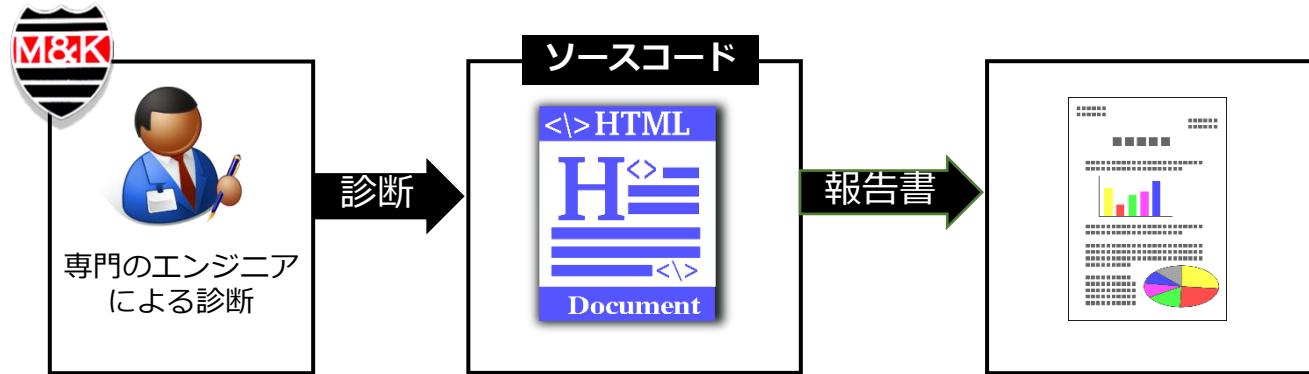 M&K
専門のエンジニア
による診断
診断
ソースコード
<\>HTML
H<>
<\>
Document
報告書